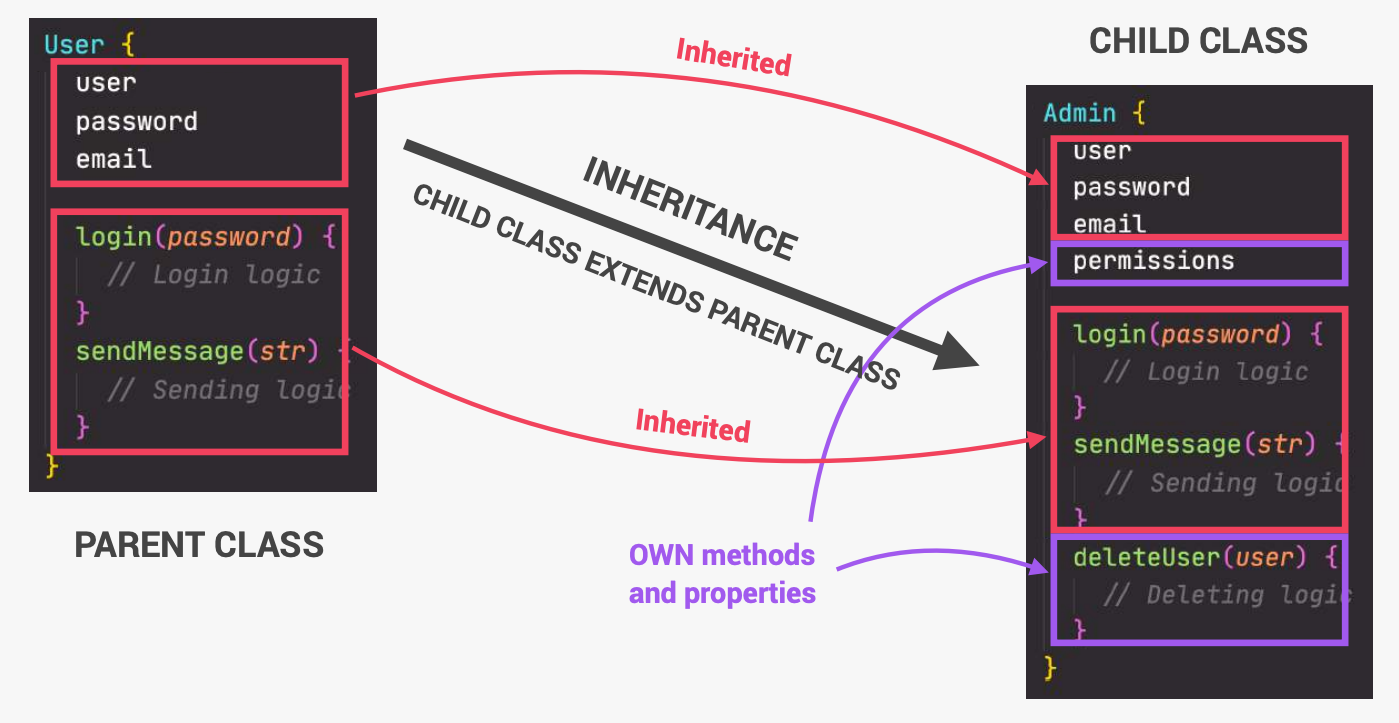 User {
user
password
email
login(password) {
// Login logic
}
sendMessage(str) {
// Sending logic
}
}
PARENT CLASS
Inherited
INHERITANCE
CHILD CLASS EXTENDS PARENT CLASS
Inherited
OWN methods
and properties
CHILD CLASS
Admin {
user
password
email
permissions
login(password) {
// Login logic
}
sendMessage(str) {
// Sending logic
}
deleteUser(user) {
// Deleting logic
}
}